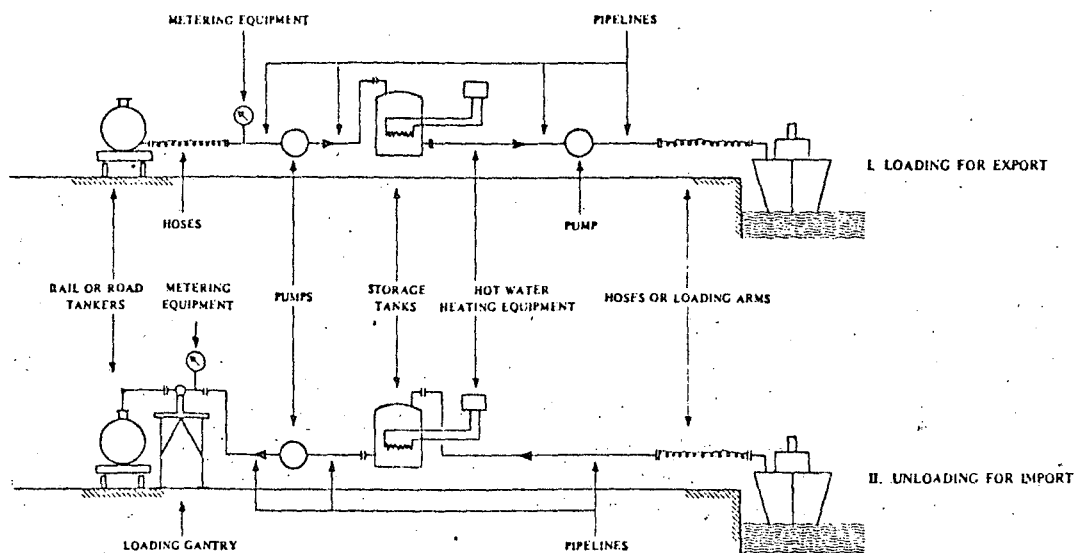 METERING EQUIPMENT
PIPELINES
I. LOADING FOR EXPORT
HOSES
PUMP
RAIL OR ROAD
TANKERS
METERING
EQUIPMENT
PUMPS
STORAGE
TANKS
HOT WATER
HEATING EQUIPMENT
HOSES OR LOADING ARMS
II. UNLOADING FOR IMPORT
LOADING GANTRY
PIPELINES